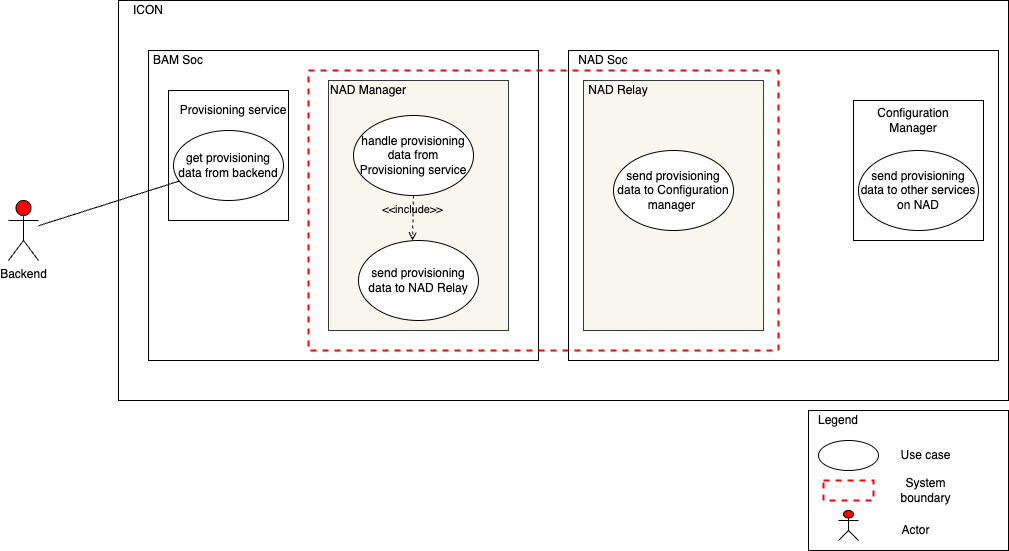 ICON
BAM Soc
NAD Soc
Provisioning service
get provisioning
data from backend
NAD Manager
handle provisioning
data from
Provisioning service
<<include>>
send provisioning
data to NAD Relay
NAD Relay
send provisioning
data to Configuration
manager
Configuration
Manager
send provisioning
data to other services
on NAD
Backend
Legend
Use case
System
boundary
Actor